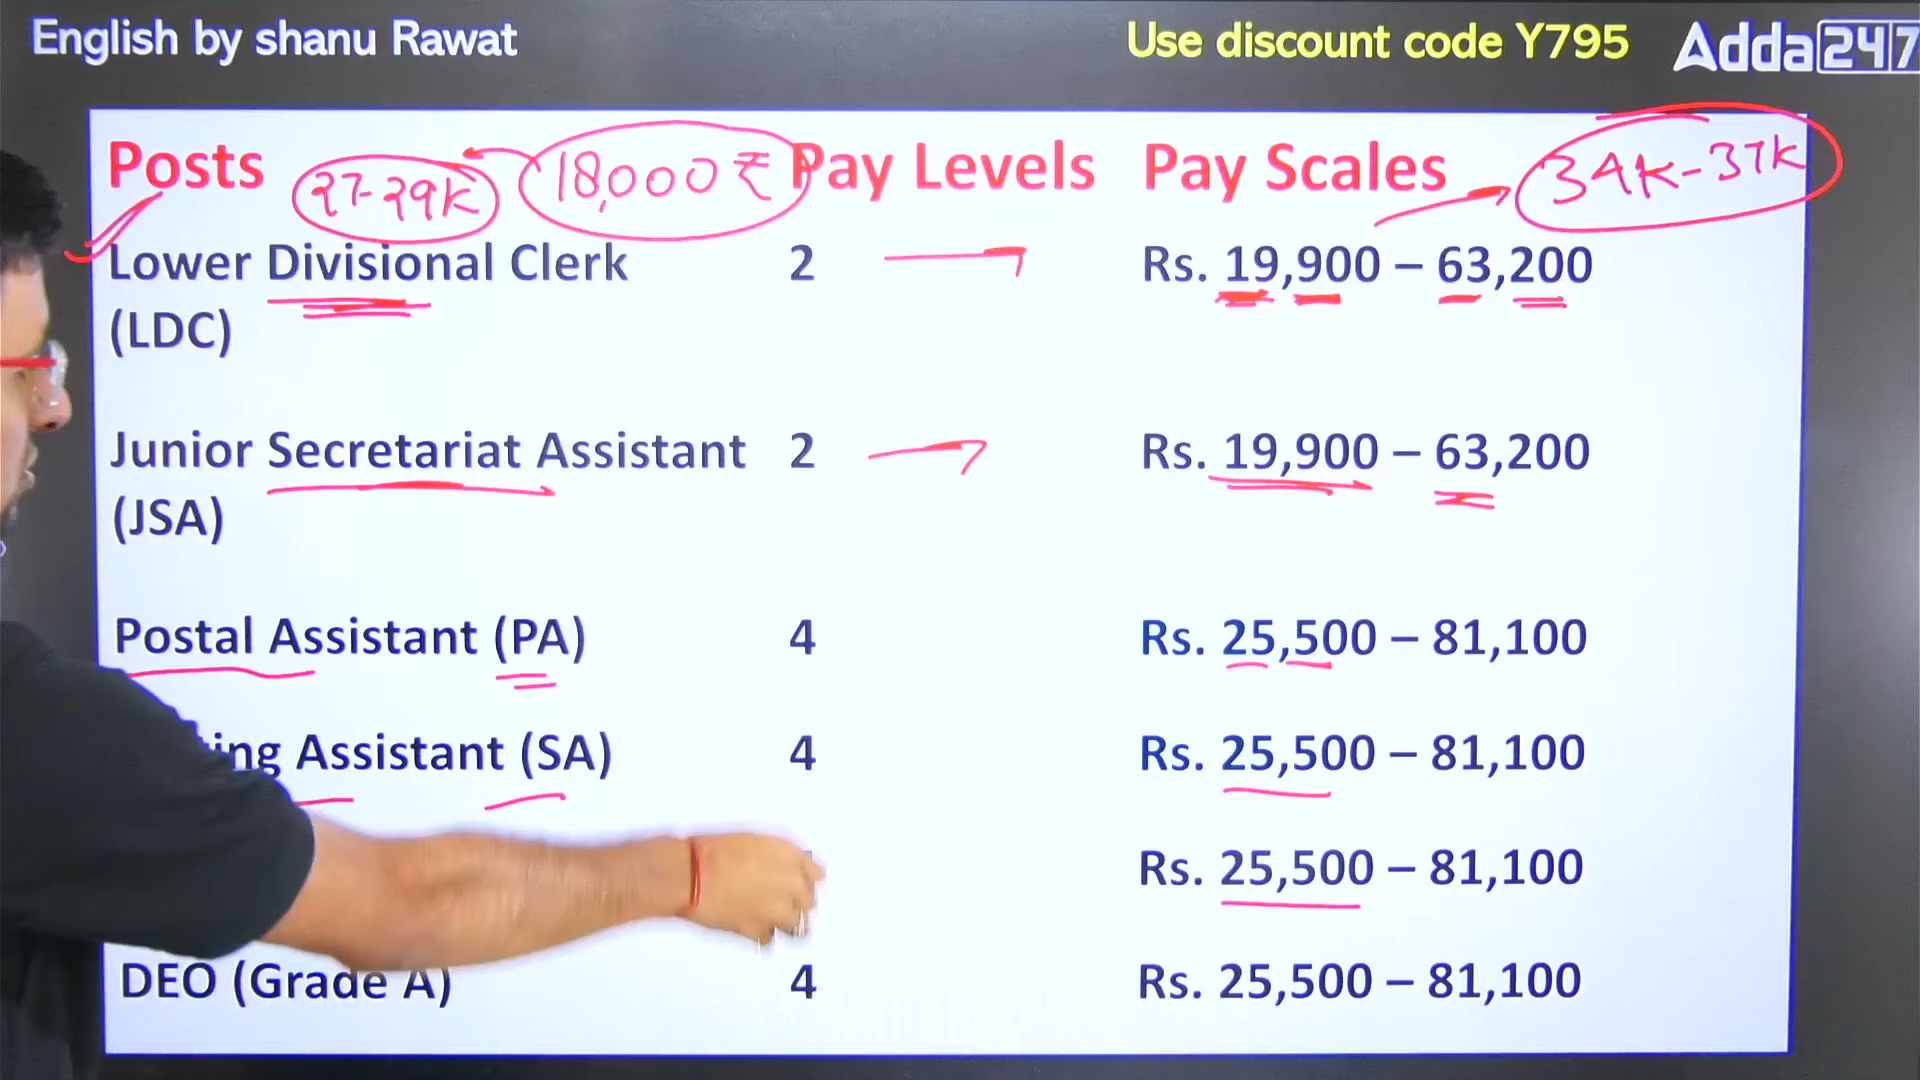 English by shanu Rawat
Use discount code Y795
Adda247
Posts
27-29K
18,000 ₹
Pay Levels
Pay Scales
34K-37K
Lower Divisional Clerk (LDC) 2 Rs. 19,900 – 63,200
Junior Secretariat Assistant (JSA) 2 Rs. 19,900 – 63,200
Postal Assistant (PA) 4 Rs. 25,500 – 81,100
Assistant (SA) 4 Rs. 25,500 – 81,100
Rs. 25,500 – 81,100
DEO (Grade A) 4 Rs. 25,500 – 81,100